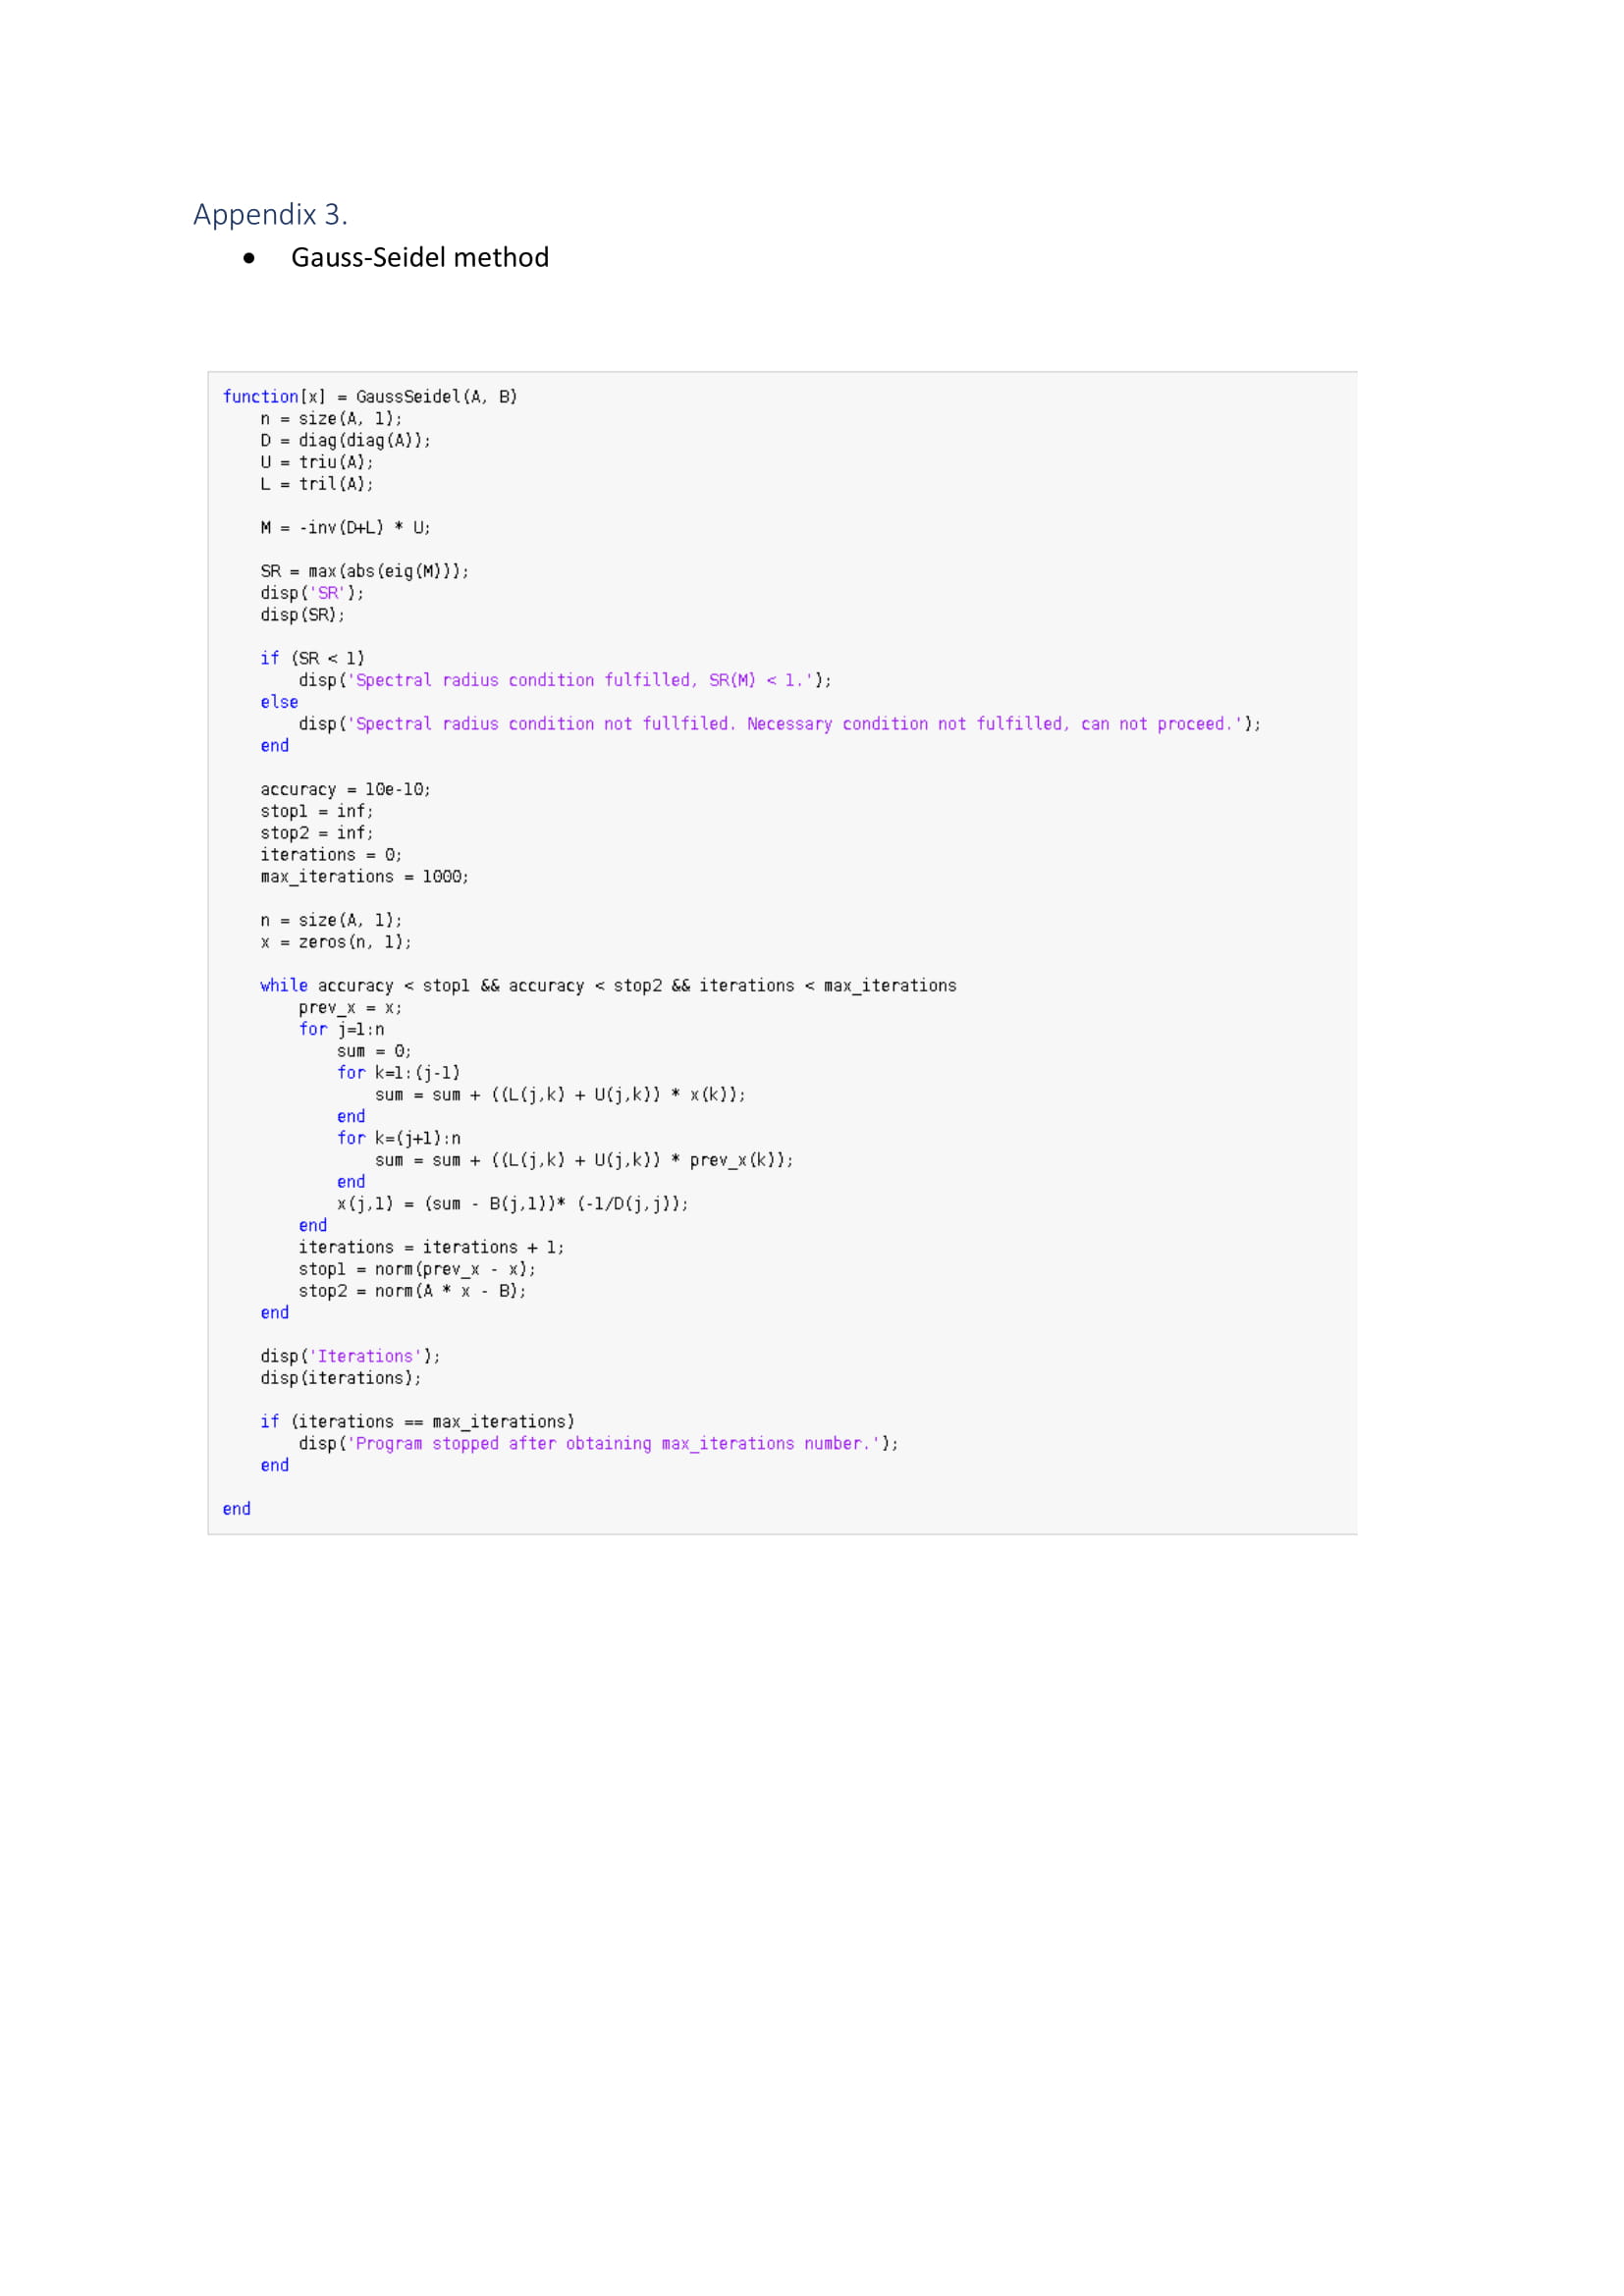 Appendix 3.
• Gauss-Seidel method
function[x] = GaussSeidel(A, B)
    n = size(A, 1);
    D = diag(diag(A));
    U = triu(A);
    L = tril(A);

    M = -inv(D+L) * U;

    SR = max(abs(eig(M)));
    disp('SR');
    disp(SR);

    if (SR < 1)
        disp('Spectral radius condition fulfilled, SR(M) < 1.');
    else
        disp('Spectral radius condition not fullfiled. Necessary condition not fulfilled, can not proceed.');
    end

    accuracy = 10e-10;
    stop1 = inf;
    stop2 = inf;
    iterations = 0;
    max_iterations = 1000;

    n = size(A, 1);
    x = zeros(n, 1);

    while accuracy < stop1 && accuracy < stop2 && iterations < max_iterations
        prev_x = x;
        for j=1:n
            sum = 0;
            for k=1:(j-1)
                sum = sum + ((L(j,k) + U(j,k)) * x(k));
            end
            for k=(j+1):n
                sum = sum + ((L(j,k) + U(j,k)) * prev_x(k));
            end
            x(j,1) = (sum - B(j,1))* (-1/D(j,j));
        end
        iterations = iterations + 1;
        stop1 = norm(prev_x - x);
        stop2 = norm(A * x - B);
    end

    disp('Iterations');
    disp(iterations);

    if (iterations == max_iterations)
        disp('Program stopped after obtaining max_iterations number.');
    end

end